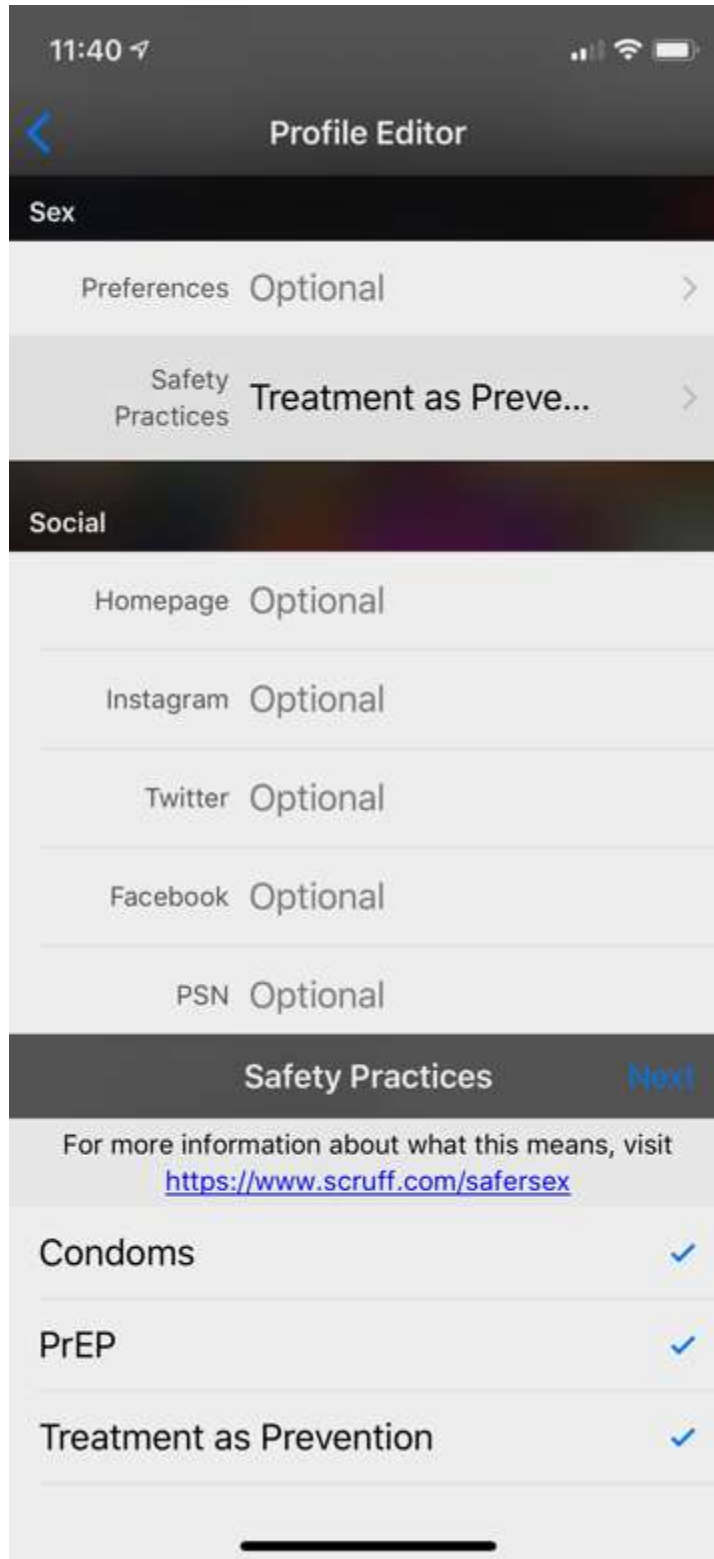 11:40
Profile Editor
Sex
Preferences Optional
Safety
Practices Treatment as Preve...
Social
Homepage Optional
Instagram Optional
Twitter Optional
Facebook Optional
PSN Optional
Safety Practices Next
For more information about what this means, visit
https://www.scruff.com/safersex
Condoms
PrEP
Treatment as Prevention